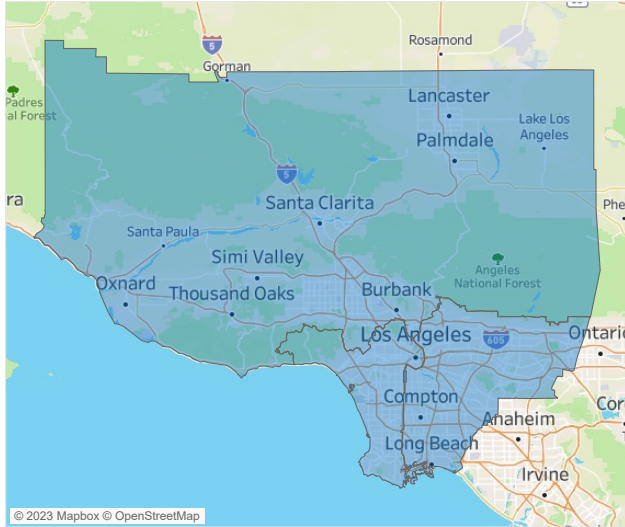 5
Rosamond
Gorman
Padres
al Forest
Lancaster
Lake Los
Angeles
Palmdale
5
ra
Santa Clarita
Phe
Santa Paula
Simi Valley
Angeles
National Forest
Oxnard
Thousand Oaks
Burbank
Los Angeles
605
Ontario
Compton
Cor
Anaheim
Long Beach
Irvine
© 2023 Mapbox © OpenStreetMap